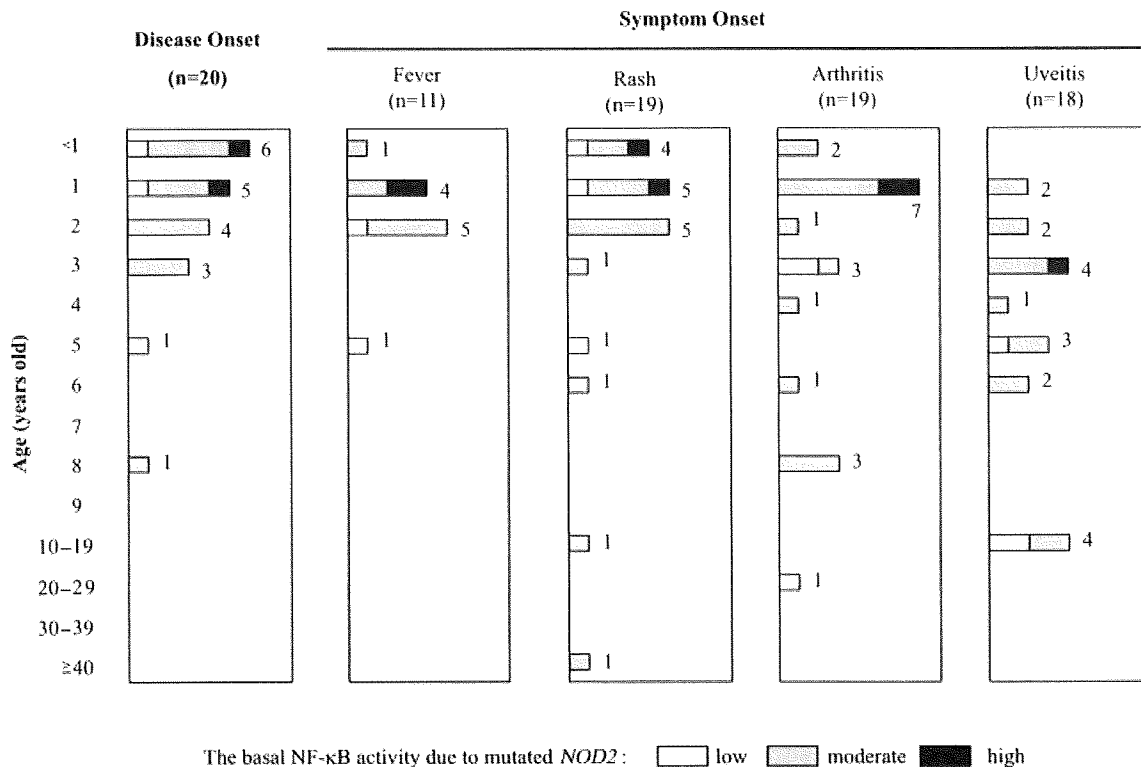 Symptom Onset
Disease Onset
(n=20)
Fever
(n=11)
Rash
(n=19)
Arthritis
(n=19)
Uveitis
(n=18)
Age (years old)
<1 6 1 4 2
1 5 4 5 7 2
2 4 5 5 1 2
3 3 1 3 4
4 1 1
5 1 1 1 3
6 1 1 2
7
8 1 3
9
10–19 1 4
20–29 1
30–39
≧40 1
The basal NF-κB activity due to mutated NOD2 : low moderate high